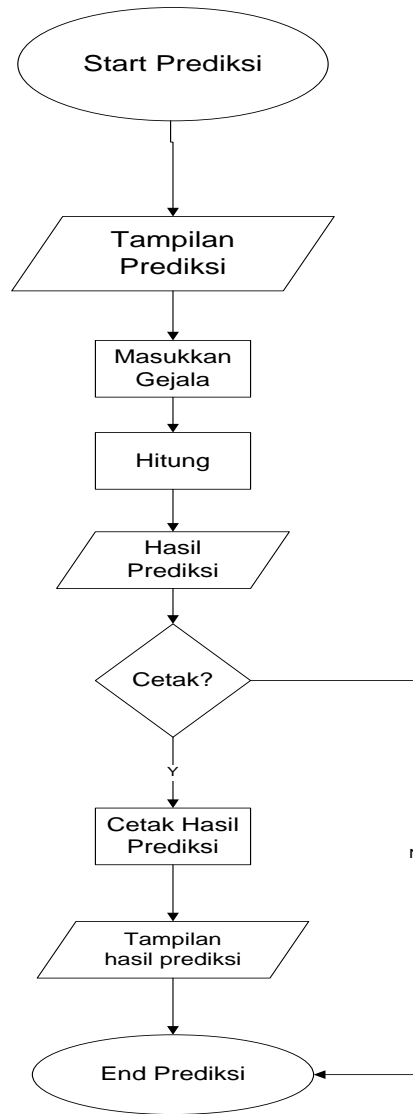 Start Prediksi
Tampilan
Prediksi
Masukkan
Gejala
Hitung
Hasil
Prediksi
Cetak?
Y
Cetak Hasil
Prediksi
Tampilan
hasil prediksi
End Prediksi